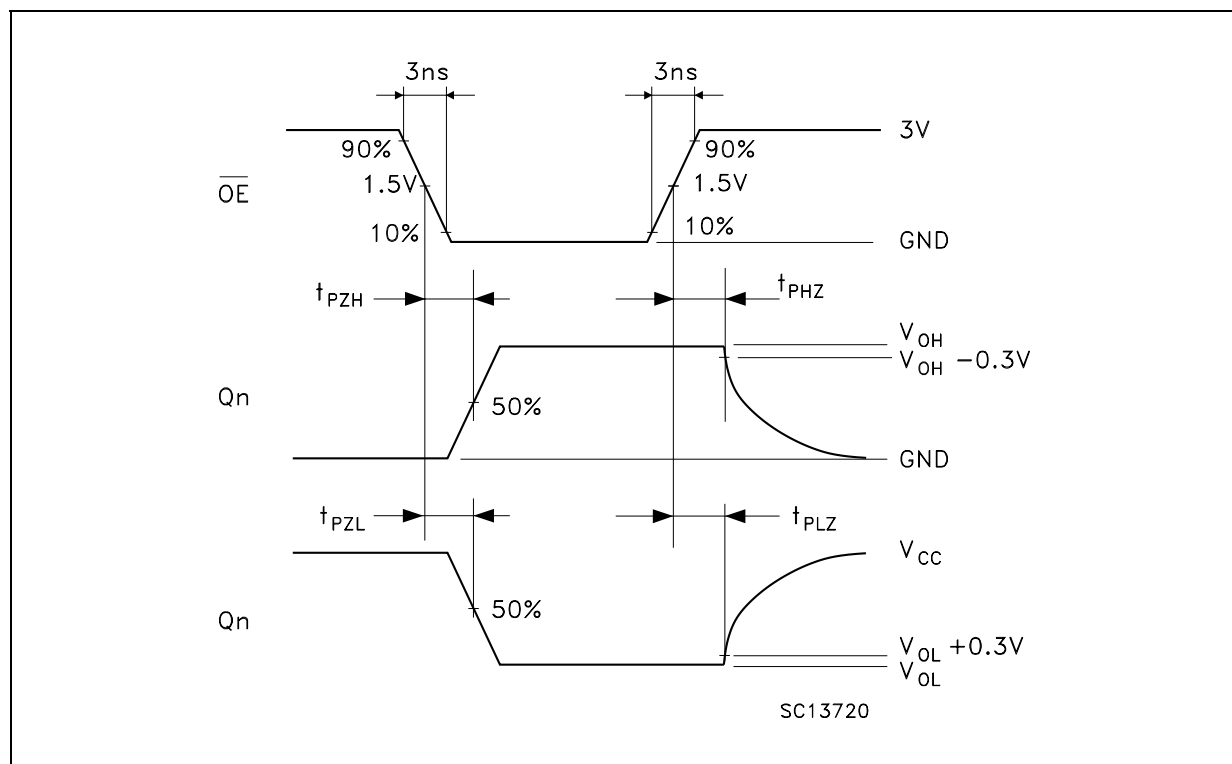 3ns 3ns
3V
90% 90%
OE 1.5V 1.5V
10% 10%
GND
tPZH tPHZ
VOH
VOH −0.3V
Qn 50%
GND
tPZL tPLZ
VCC
Qn 50%
VOL +0.3V
VOL
SC13720